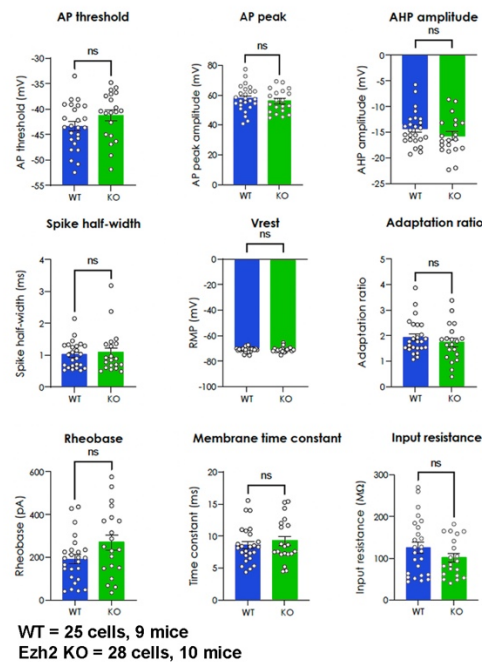 AP threshold
ns
AP threshold (mV)
-30
-35
-40
-45
-50
-55
WT KO
AP peak
ns
AP peak amplitude (mV)
80
60
40
20
0
WT KO
AHP amplitude
ns
AHP amplitude (mV)
0
-5
-10
-15
-20
-25
WT KO
Spike half-width
ns
Spike half-width (ms)
4
3
2
1
0
WT KO
Vrest
ns
RMP (mV)
0
-20
-40
-60
-80
-100
WT KO
Adaptation ratio
ns
Adaptation ratio
5
4
3
2
1
0
WT KO
Rheobase
ns
Rheobase (pA)
600
400
200
0
WT KO
Membrane time constant
ns
Time constant (ms)
20
15
10
5
0
WT KO
Input resistance
ns
Input resistance (MΩ)
300
200
100
0
WT KO
WT = 25 cells, 9 mice
Ezh2 KO = 28 cells, 10 mice